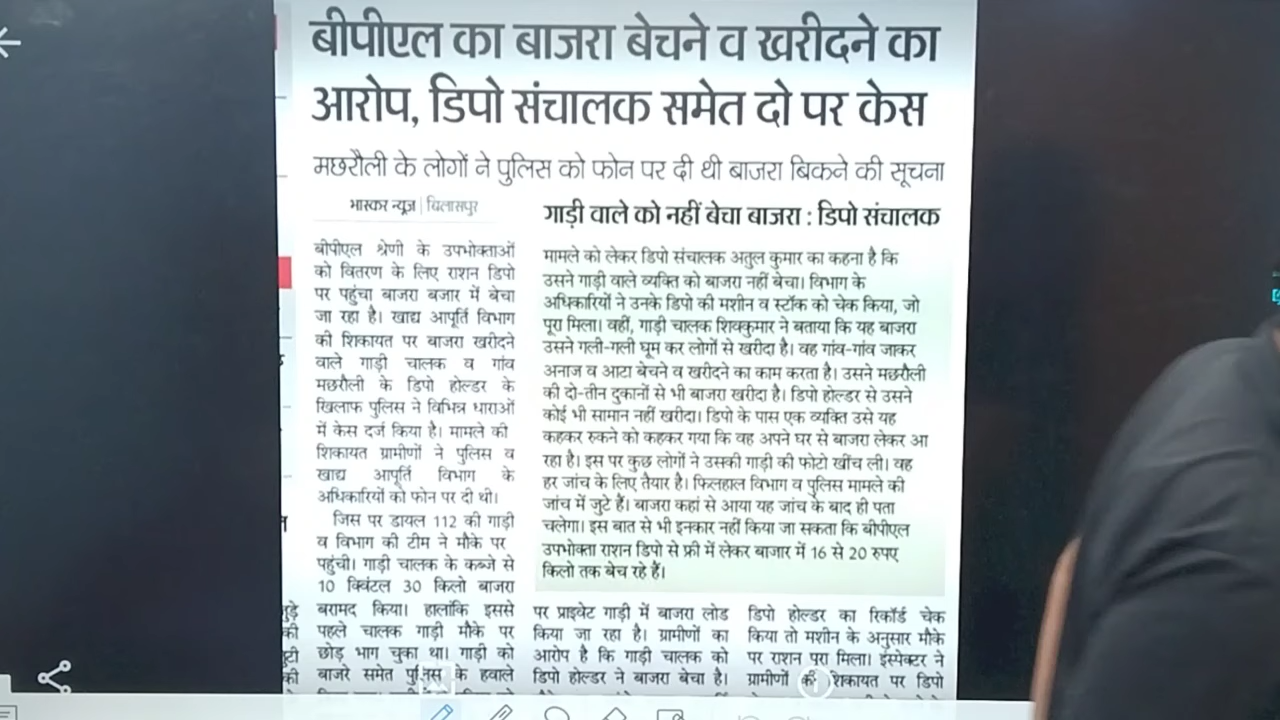 बीपीएल का बाजरा बेचने व खरीदने का
आरोप, डिपो संचालक समेत दो पर केस
मछरौली के लोगों ने पुलिस को फोन पर दी थी बाजरा बिकने की सूचना
भास्कर न्यूज | बिलासपुर
बीपीएल श्रेणी के उपभोक्ताओं
को वितरण के लिए राशन डिपो
पर पहुंचा बाजरा बजार में बेचा
जा रहा है। खाद्य आपूर्ति विभाग
की शिकायत पर बाजरा खरीदने
वाले गाड़ी चालक व गांव
मछरौली के डिपो होल्डर के
खिलाफ पुलिस ने विभिन्न धाराओं
में केस दर्ज किया है। मामले की
शिकायत ग्रामीणों ने पुलिस व
खाद्य आपूर्ति विभाग के
अधिकारियों को फोन पर दी थी।
जिस पर डायल 112 की गाड़ी
व विभाग की टीम ने मौके पर
पहुंची। गाड़ी चालक के कब्जे से
10 क्विंटल 30 किलो बाजरा
बरामद किया। हालांकि इससे
पहले चालक गाड़ी मौके पर
छोड़ भाग चुका था। गाड़ी को
बाजरे समेत पुलिस के हवाले
गाड़ी वाले को नहीं बेचा बाजरा : डिपो संचालक
मामले को लेकर डिपो संचालक अतुल कुमार का कहना है कि
उसने गाड़ी वाले व्यक्ति को बाजरा नहीं बेचा। विभाग के
अधिकारियों ने उनके डिपो की मशीन व स्टॉक को चेक किया, जो
पूरा मिला। वहीं, गाड़ी चालक शिवकुमार ने बताया कि यह बाजरा
उसने गली-गली घूम कर लोगों से खरीदा है। वह गांव-गांव जाकर
अनाज व आटा बेचने व खरीदने का काम करता है। उसने मछरौली
की दो-तीन दुकानों से भी बाजरा खरीदा है। डिपो होल्डर से उसने
कोई भी सामान नहीं खरीदा। डिपो के पास एक व्यक्ति उसे यह
कहकर रुकने को कहकर गया कि वह अपने घर से बाजरा लेकर आ
रहा है। इस पर कुछ लोगों ने उसकी गाड़ी की फोटो खींच ली। वह
हर जांच के लिए तैयार है। फिलहाल विभाग व पुलिस मामले की
जांच में जुटे हैं। बाजरा कहां से आया यह जांच के बाद ही पता
चलेगा। इस बात से भी इनकार नहीं किया जा सकता कि बीपीएल
उपभोक्ता राशन डिपो से फ्री में लेकर बाजार में 16 से 20 रुपए
किलो तक बेच रहे हैं।
पर प्राइवेट गाड़ी में बाजरा लोड
किया जा रहा है। ग्रामीणों का
आरोप है कि गाड़ी चालक को
डिपो होल्डर ने बाजरा बेचा है।
डिपो होल्डर का रिकॉर्ड चेक
किया तो मशीन के अनुसार मौके
पर राशन पूरा मिला। इंस्पेक्टर ने
ग्रामीणों की शिकायत पर डिपो